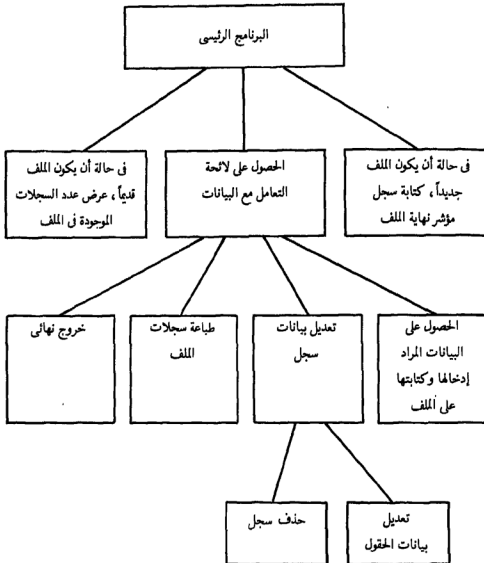 البرنامج الرئيسى
فى حالة أن يكون الملف
جديداً ، كتابة سجل
مؤشر نهاية الملف
الحصول على لائحة
التعامل مع البيانات
فى حالة أن يكون الملف
قديماً ، عرض عدد السجلات
الموجودة فى الملف
الحصول على
البيانات المراد
إدخالها وكتابتها
على الملف
تعديل بيانات
سجل
طباعة سجلات
الملف
خروج نهائى
تعديل
بيانات الحقول
حذف سجل